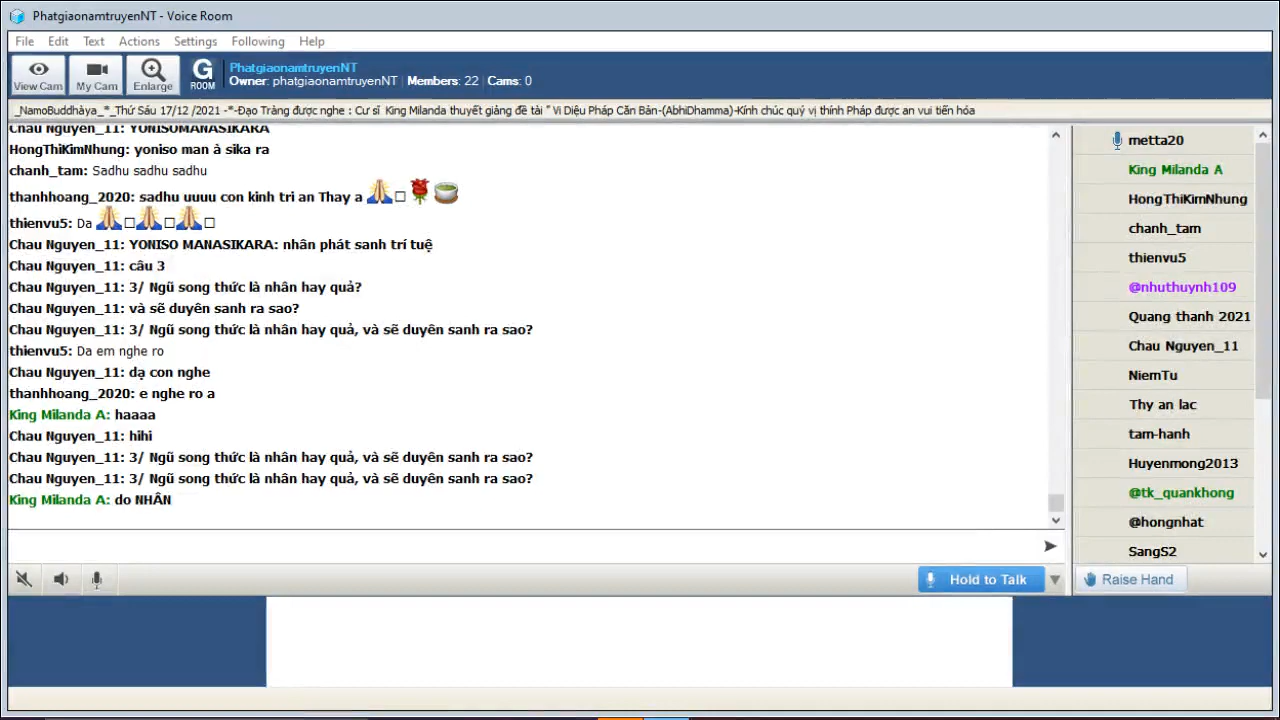 PhatgiaonamtruyenNT - Voice Room
File Edit Text Actions Settings Following Help
View Cam My Cam Enlarge G ROOM
PhatgiaonamtruyenNT
Owner: phatgiaonamtruyenNT Members: 22 Cams: 0
_NamoBuddhàya_*_Thứ Sáu 17/12 /2021 -*-Đạo Tràng được nghe : Cư sĩ King Milanda thuyết giảng đề tài " Vi Diệu Pháp Căn Bản-(AbhiDhamma)-Kính chúc quý vị thính Pháp được an vui tiến hóa
Chau Nguyen_11: YONISOMANASIKARA
HongThiKimNhung: yoniso man à sika ra
chanh_tam: Sadhu sadhu sadhu
thanhhoang_2020: sadhu uuuu con kinh tri an Thay a
thienvu5: Da
Chau Nguyen_11: YONISO MANASIKARA: nhân phát sanh trí tuệ
Chau Nguyen_11: câu 3
Chau Nguyen_11: 3/ Ngũ song thức là nhân hay quả?
Chau Nguyen_11: và sẽ duyên sanh ra sao?
Chau Nguyen_11: 3/ Ngũ song thức là nhân hay quả, và sẽ duyên sanh ra sao?
thienvu5: Da em nghe ro
Chau Nguyen_11: dạ con nghe
thanhhoang_2020: e nghe ro a
King Milanda A: haaaa
Chau Nguyen_11: hihi
Chau Nguyen_11: 3/ Ngũ song thức là nhân hay quả, và sẽ duyên sanh ra sao?
Chau Nguyen_11: 3/ Ngũ song thức là nhân hay quả, và sẽ duyên sanh ra sao?
King Milanda A: do NHÂN
metta20
King Milanda A
HongThiKimNhung
chanh_tam
thienvu5
@nhuthuynh109
Quang thanh 2021
Chau Nguyen_11
NiemTu
Thy an lac
tam-hanh
Huyenmong2013
@tk_quankhong
@hongnhat
SangS2
Hold to Talk
Raise Hand